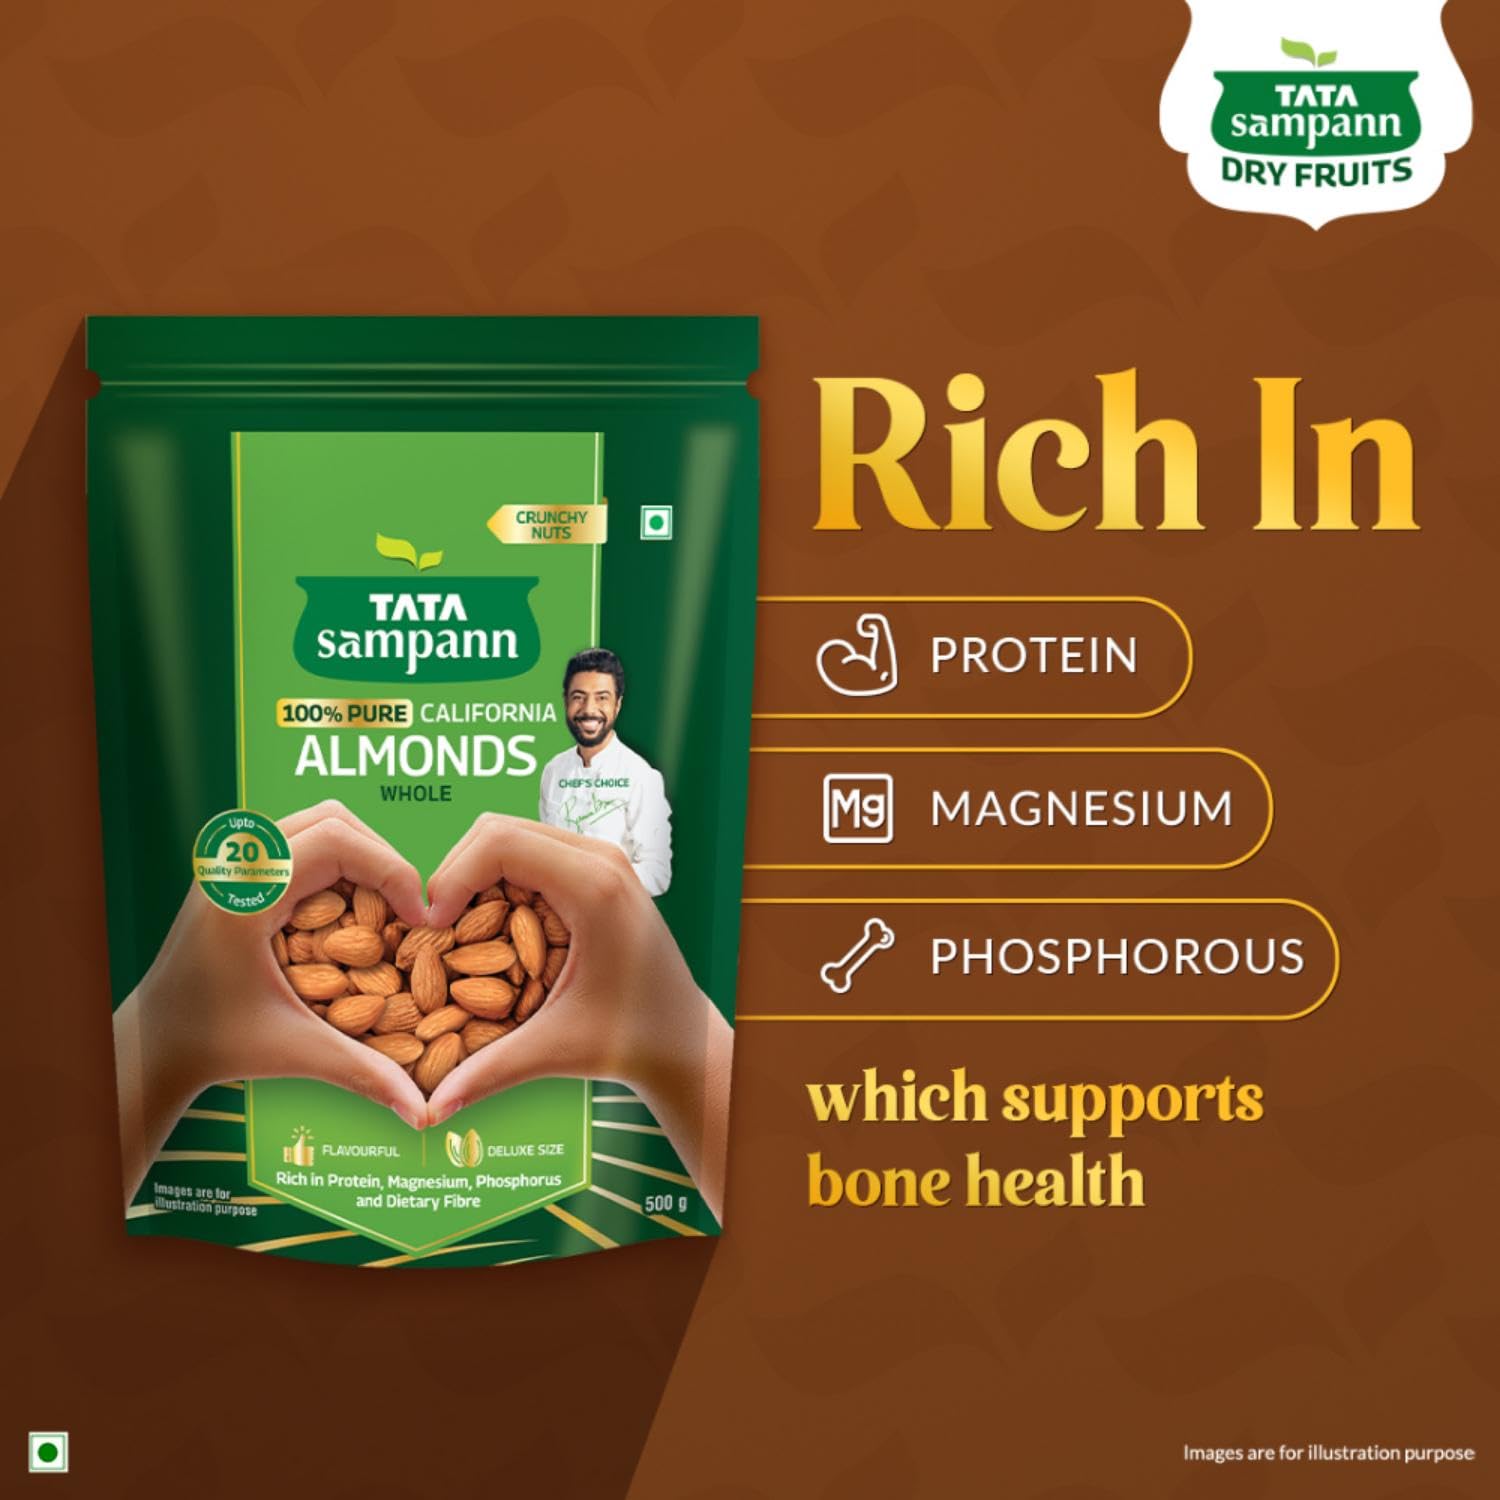 TATA
sampann
DRY FRUITS
CRUNCHY
NUTS
TATA
sampann
100% PURE CALIFORNIA
ALMONDS
WHOLE
CHEF'S CHOICE
Upto
20
Quality Parameters
Tested
FLAVOURFUL
DELUXE SIZE
Rich in Protein, Magnesium, Phosphorus
and Dietary Fibre
Images are for
illustration purpose
500 g
Rich In
PROTEIN
Mg
MAGNESIUM
PHOSPHOROUS
which supports
bone health
Images are for illustration purpose